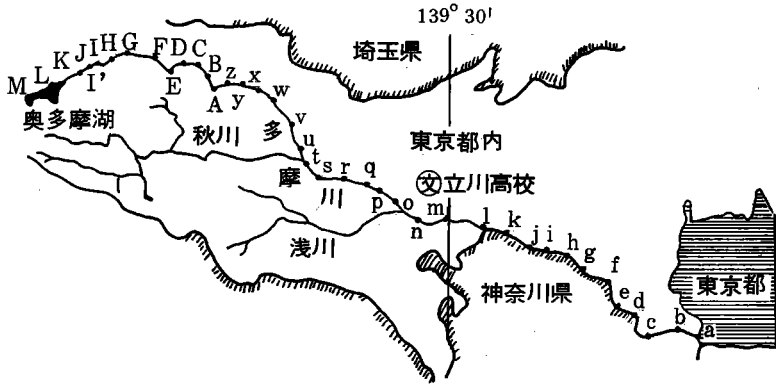 139° 30′
埼玉県
M L K J I I' H G F E D C B A z y x w v u t s r q p o n m l k j i h g f e d c b a
奥多摩湖
秋川
多摩川
東京都内
文 立川高校
浅川
神奈川県
東京都